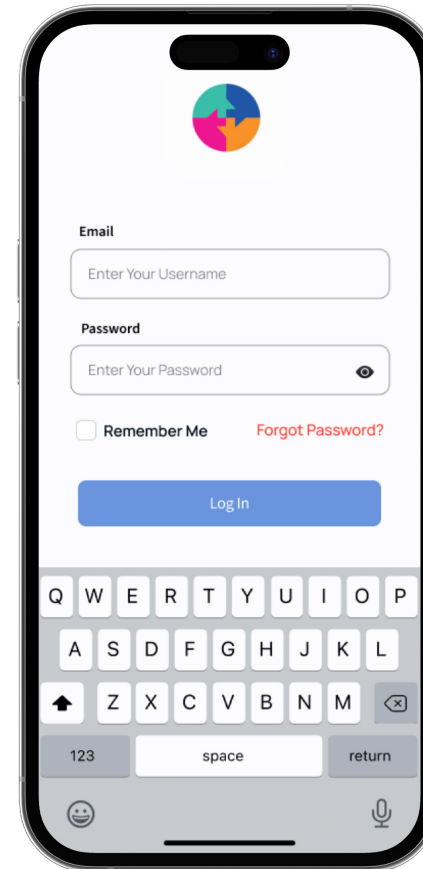 Email
Enter Your Username
Password
Enter Your Password
Remember Me Forgot Password?
Log In
Q W E R T Y U I O P
A S D F G H J K L
Z X C V B N M
123 space return